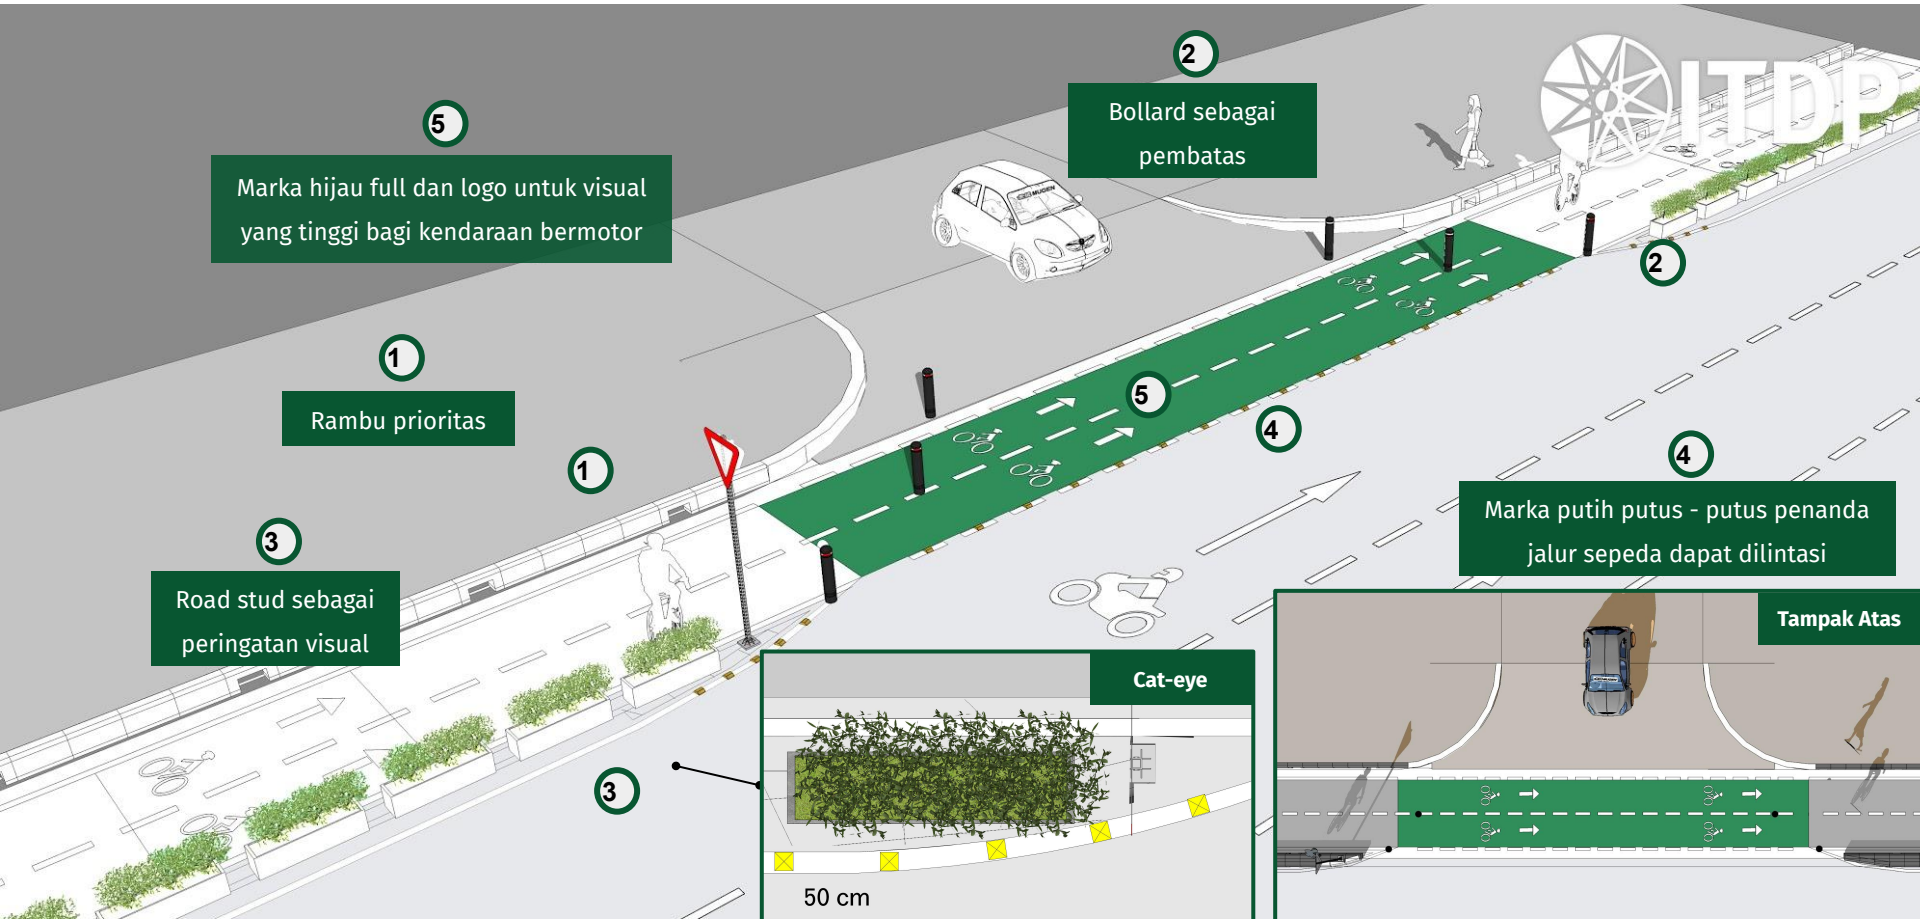 2
Bollard sebagai
pembatas
ITDP
5
Marka hijau full dan logo untuk visual
yang tinggi bagi kendaraan bermotor
2
1
Rambu prioritas
5
4
1
4
Marka putih putus - putus penanda
jalur sepeda dapat dilintasi
3
Road stud sebagai
peringatan visual
3
Cat-eye
50 cm
Tampak Atas